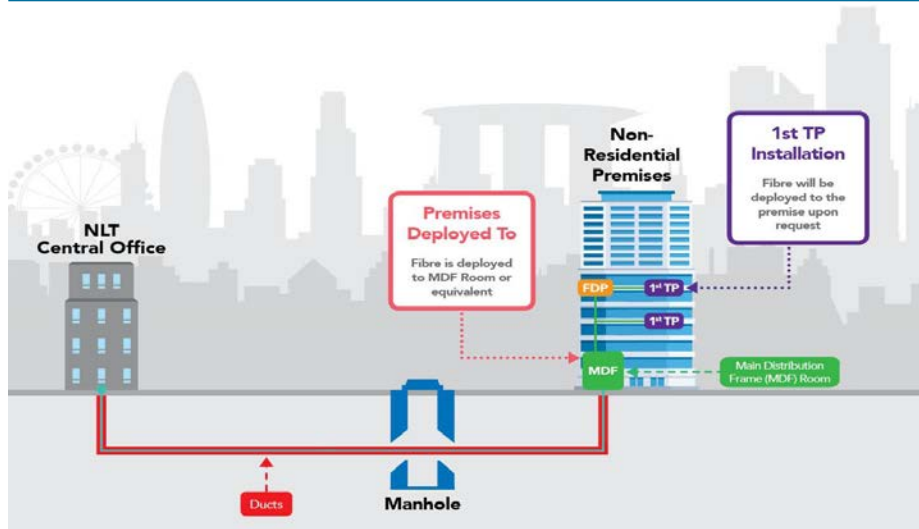 Non-
Residential
Premises
1st TP
Installation
Fibre will be
deployed to the
premise upon
request
Premises
Deployed To
Fibre is deployed
to MDF Room or
equivalent
NLT
Central Office
FDP
1st TP
1st TP
MDF
Main Distribution
Frame (MDF) Room
Ducts
Manhole